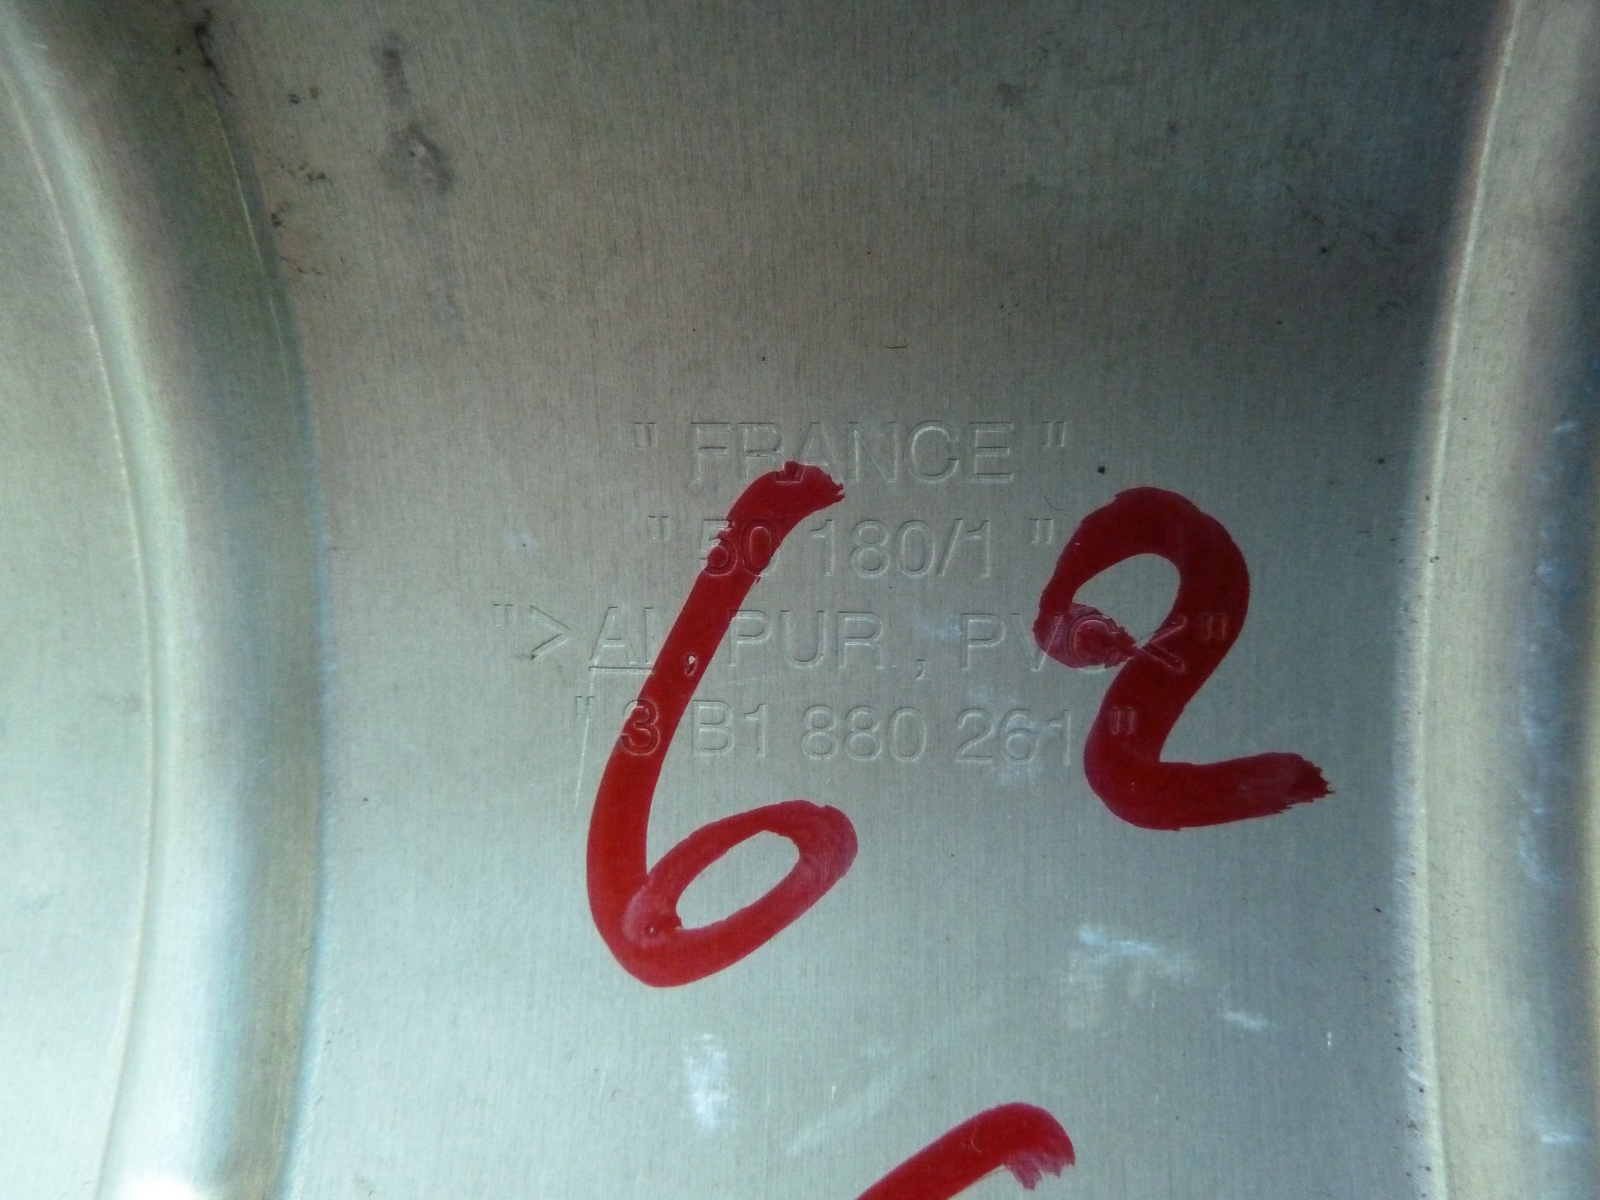 " FRANCE "
" 50 180/1 "
">AL, PUR, PVC<"
" 3 B1 880 261 "
62